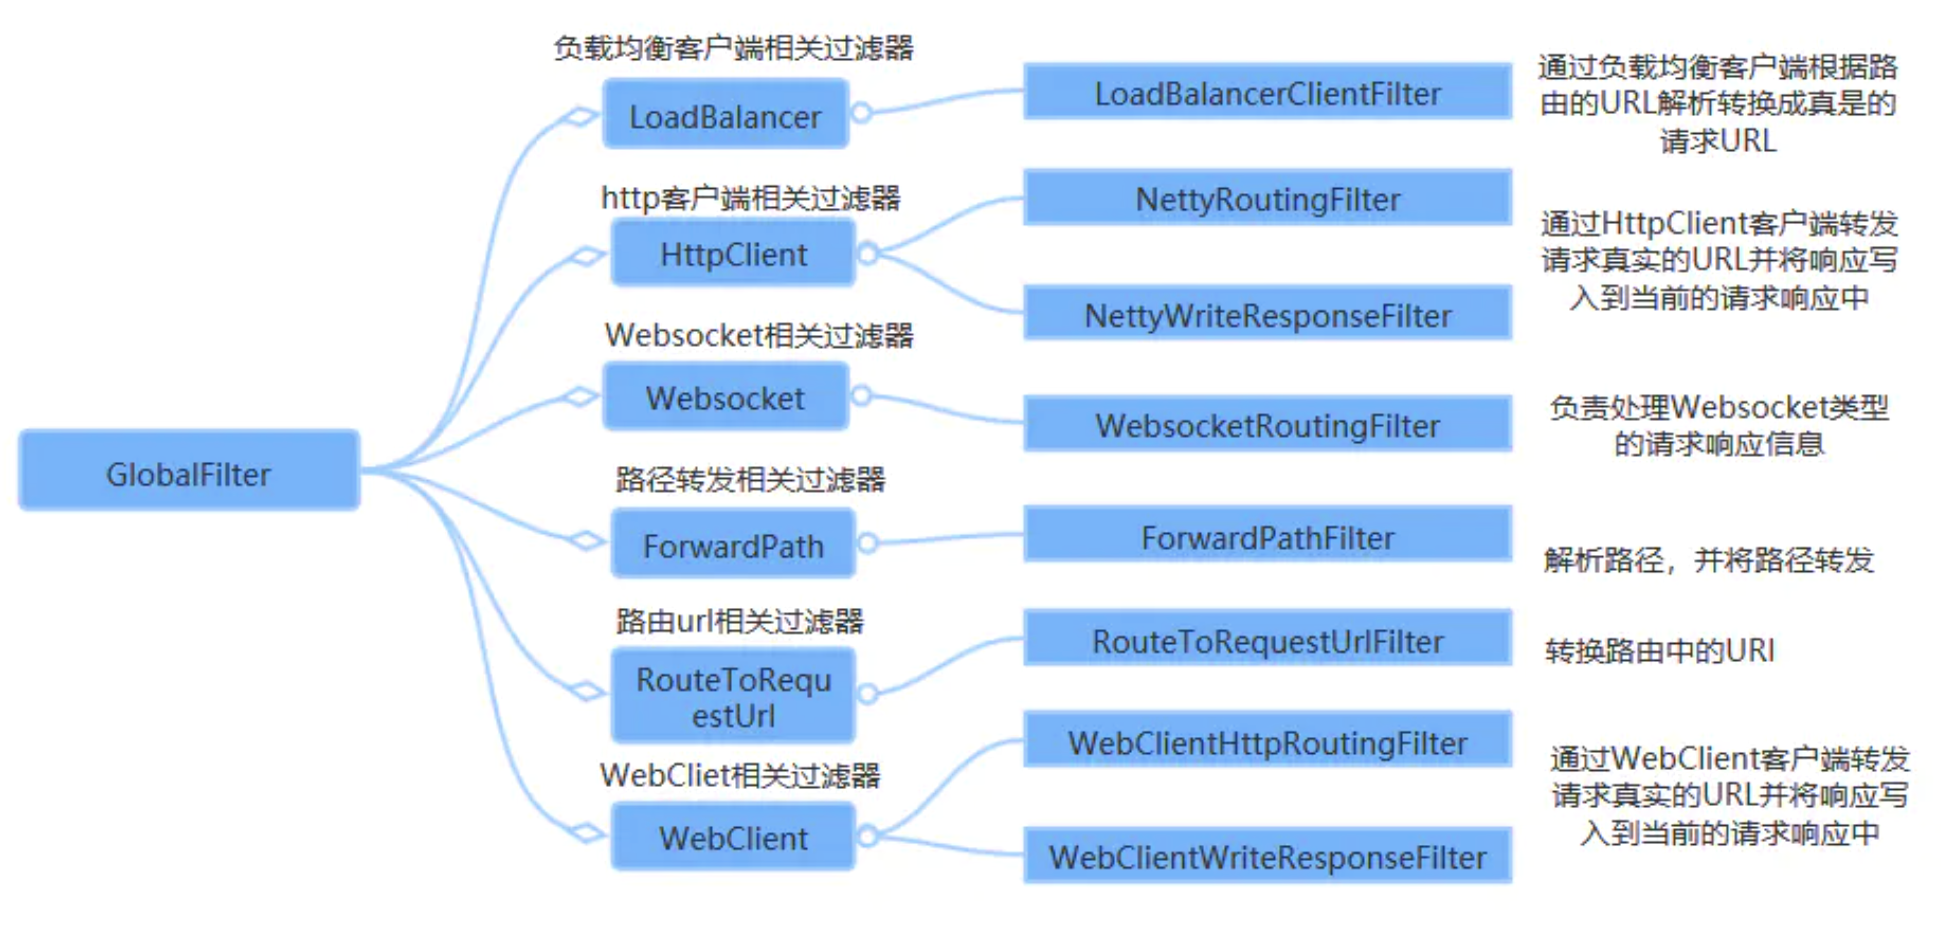 GlobalFilter
负载均衡客户端相关过滤器
LoadBalancer
LoadBalancerClientFilter
通过负载均衡客户端根据路
由的URL解析转换成真是的
请求URL
http客户端相关过滤器
HttpClient
NettyRoutingFilter
NettyWriteResponseFilter
通过HttpClient客户端转发
请求真实的URL并将响应写
入到当前的请求响应中
Websocket相关过滤器
Websocket
WebsocketRoutingFilter
负责处理Websocket类型
的请求响应信息
路径转发相关过滤器
ForwardPath
ForwardPathFilter
解析路径，并将路径转发
路由url相关过滤器
RouteToRequ
estUrl
RouteToRequestUrlFilter
转换路由中的URI
WebCliet相关过滤器
WebClient
WebClientHttpRoutingFilter
WebClientWriteResponseFilter
通过WebClient客户端转发
请求真实的URL并将响应写
入到当前的请求响应中